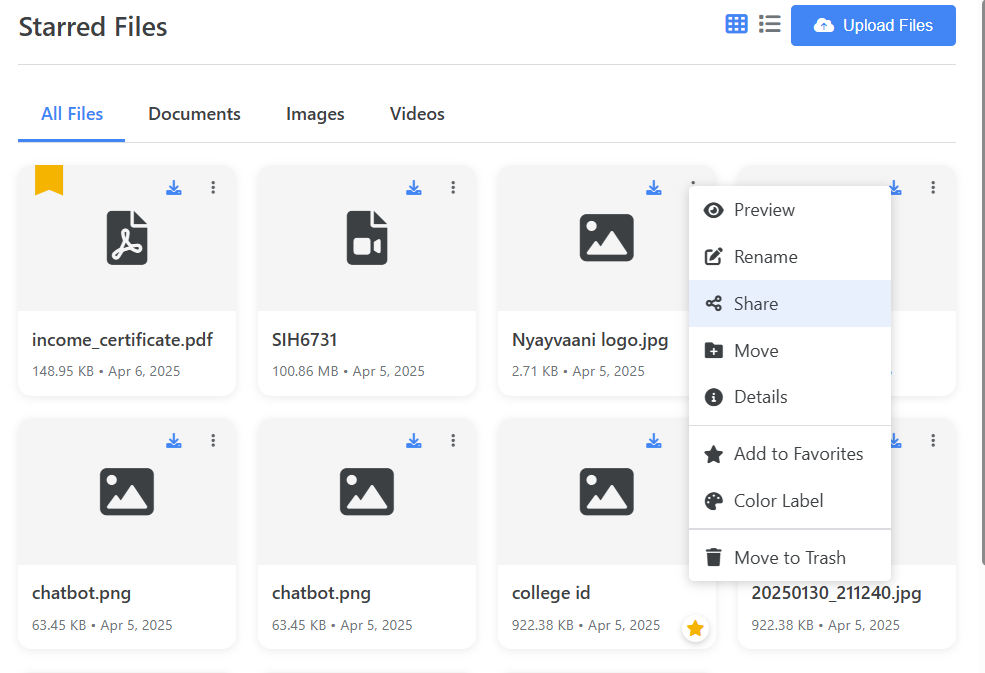 Starred Files
Upload Files
All Files Documents Images Videos
income_certificate.pdf
148.95 KB • Apr 6, 2025
SIH6731
100.86 MB • Apr 5, 2025
Nyayvaani logo.jpg
2.71 KB • Apr 5, 2025
Preview
Rename
Share
Move
Details
Add to Favorites
Color Label
Move to Trash
chatbot.png
63.45 KB • Apr 5, 2025
chatbot.png
63.45 KB • Apr 5, 2025
college id
922.38 KB • Apr 5, 2025
20250130_211240.jpg
922.38 KB • Apr 5, 2025